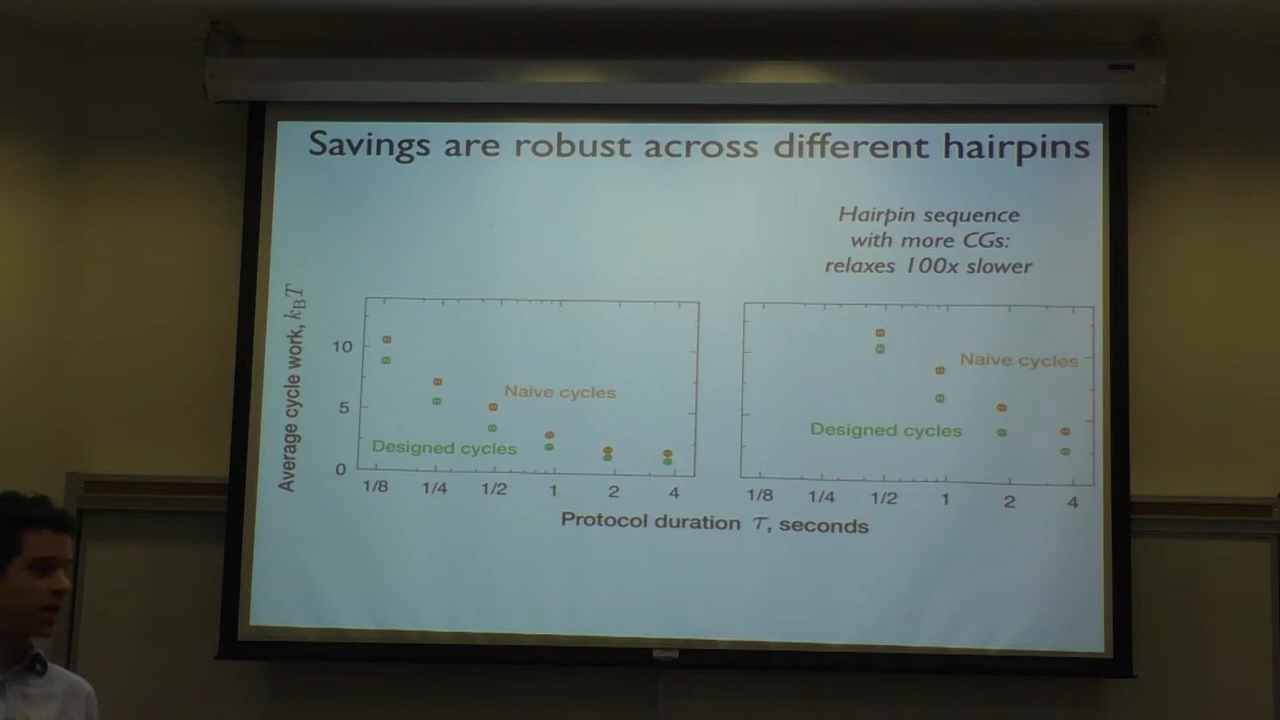 Savings are robust across different hairpins
Hairpin sequence
with more CGs:
relaxes 100x slower
Average cycle work, kBT
10
5
0
Naive cycles
Designed cycles
1/8 1/4 1/2 1 2 4
Naive cycles
Designed cycles
1/8 1/4 1/2 1 2 4
Protocol duration τ, seconds